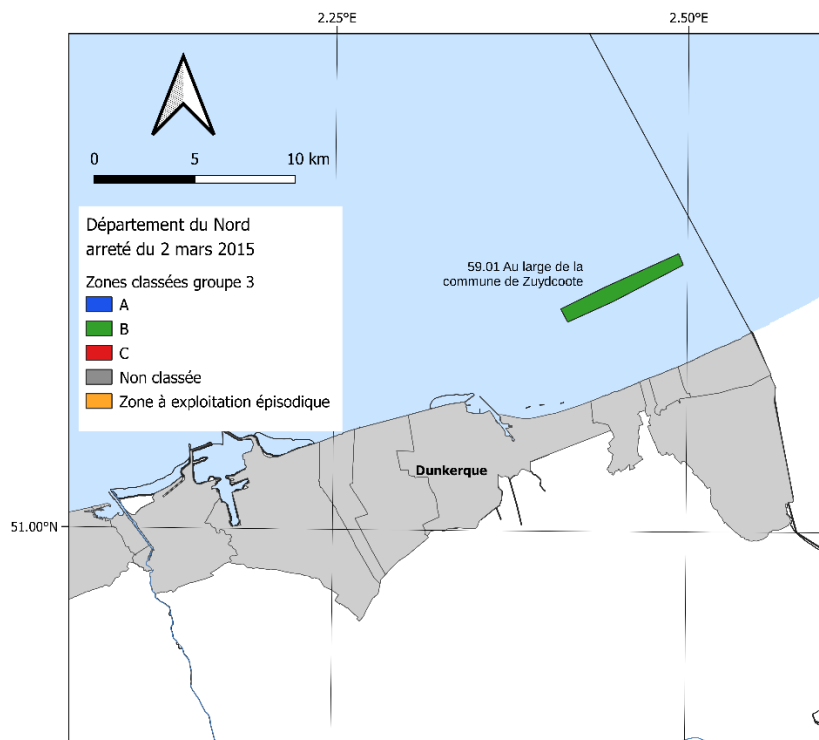 2.25°E
2.50°E
0
5
10 km
Département du Nord
arreté du 2 mars 2015
Zones classées groupe 3
A
B
C
Non classée
Zone à exploitation épisodique
59.01 Au large de la
commune de Zuydcoote
Dunkerque
51.00°N